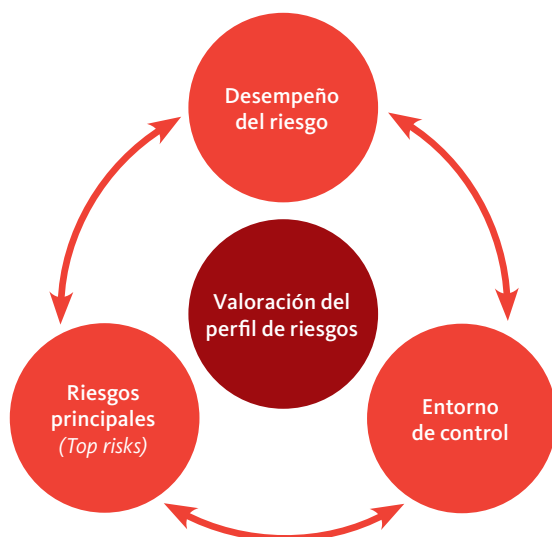 Desempeño
del riesgo
Valoración del
perfil de riesgos
Riesgos
principales
(Top risks)
Entorno
de control